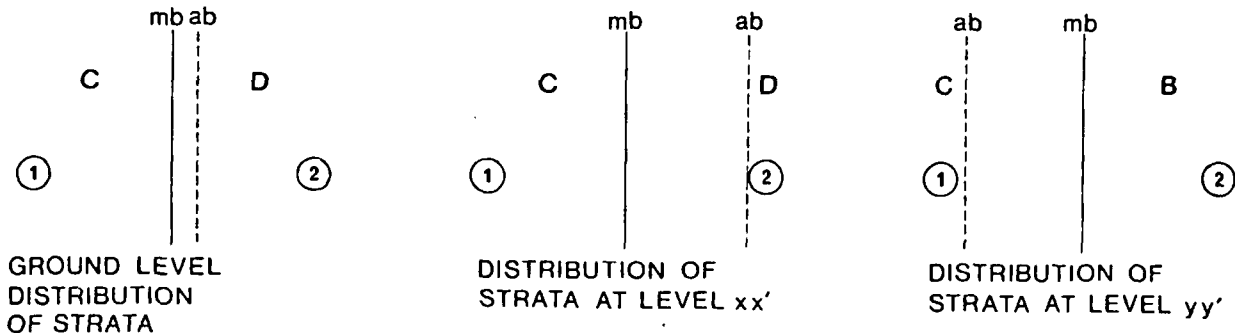 mb ab
C D
① ②
GROUND LEVEL
DISTRIBUTION
OF STRATA
mb ab
C D
① ②
DISTRIBUTION OF
STRATA AT LEVEL xx′
ab mb
C B
① ②
DISTRIBUTION OF
STRATA AT LEVEL yy′